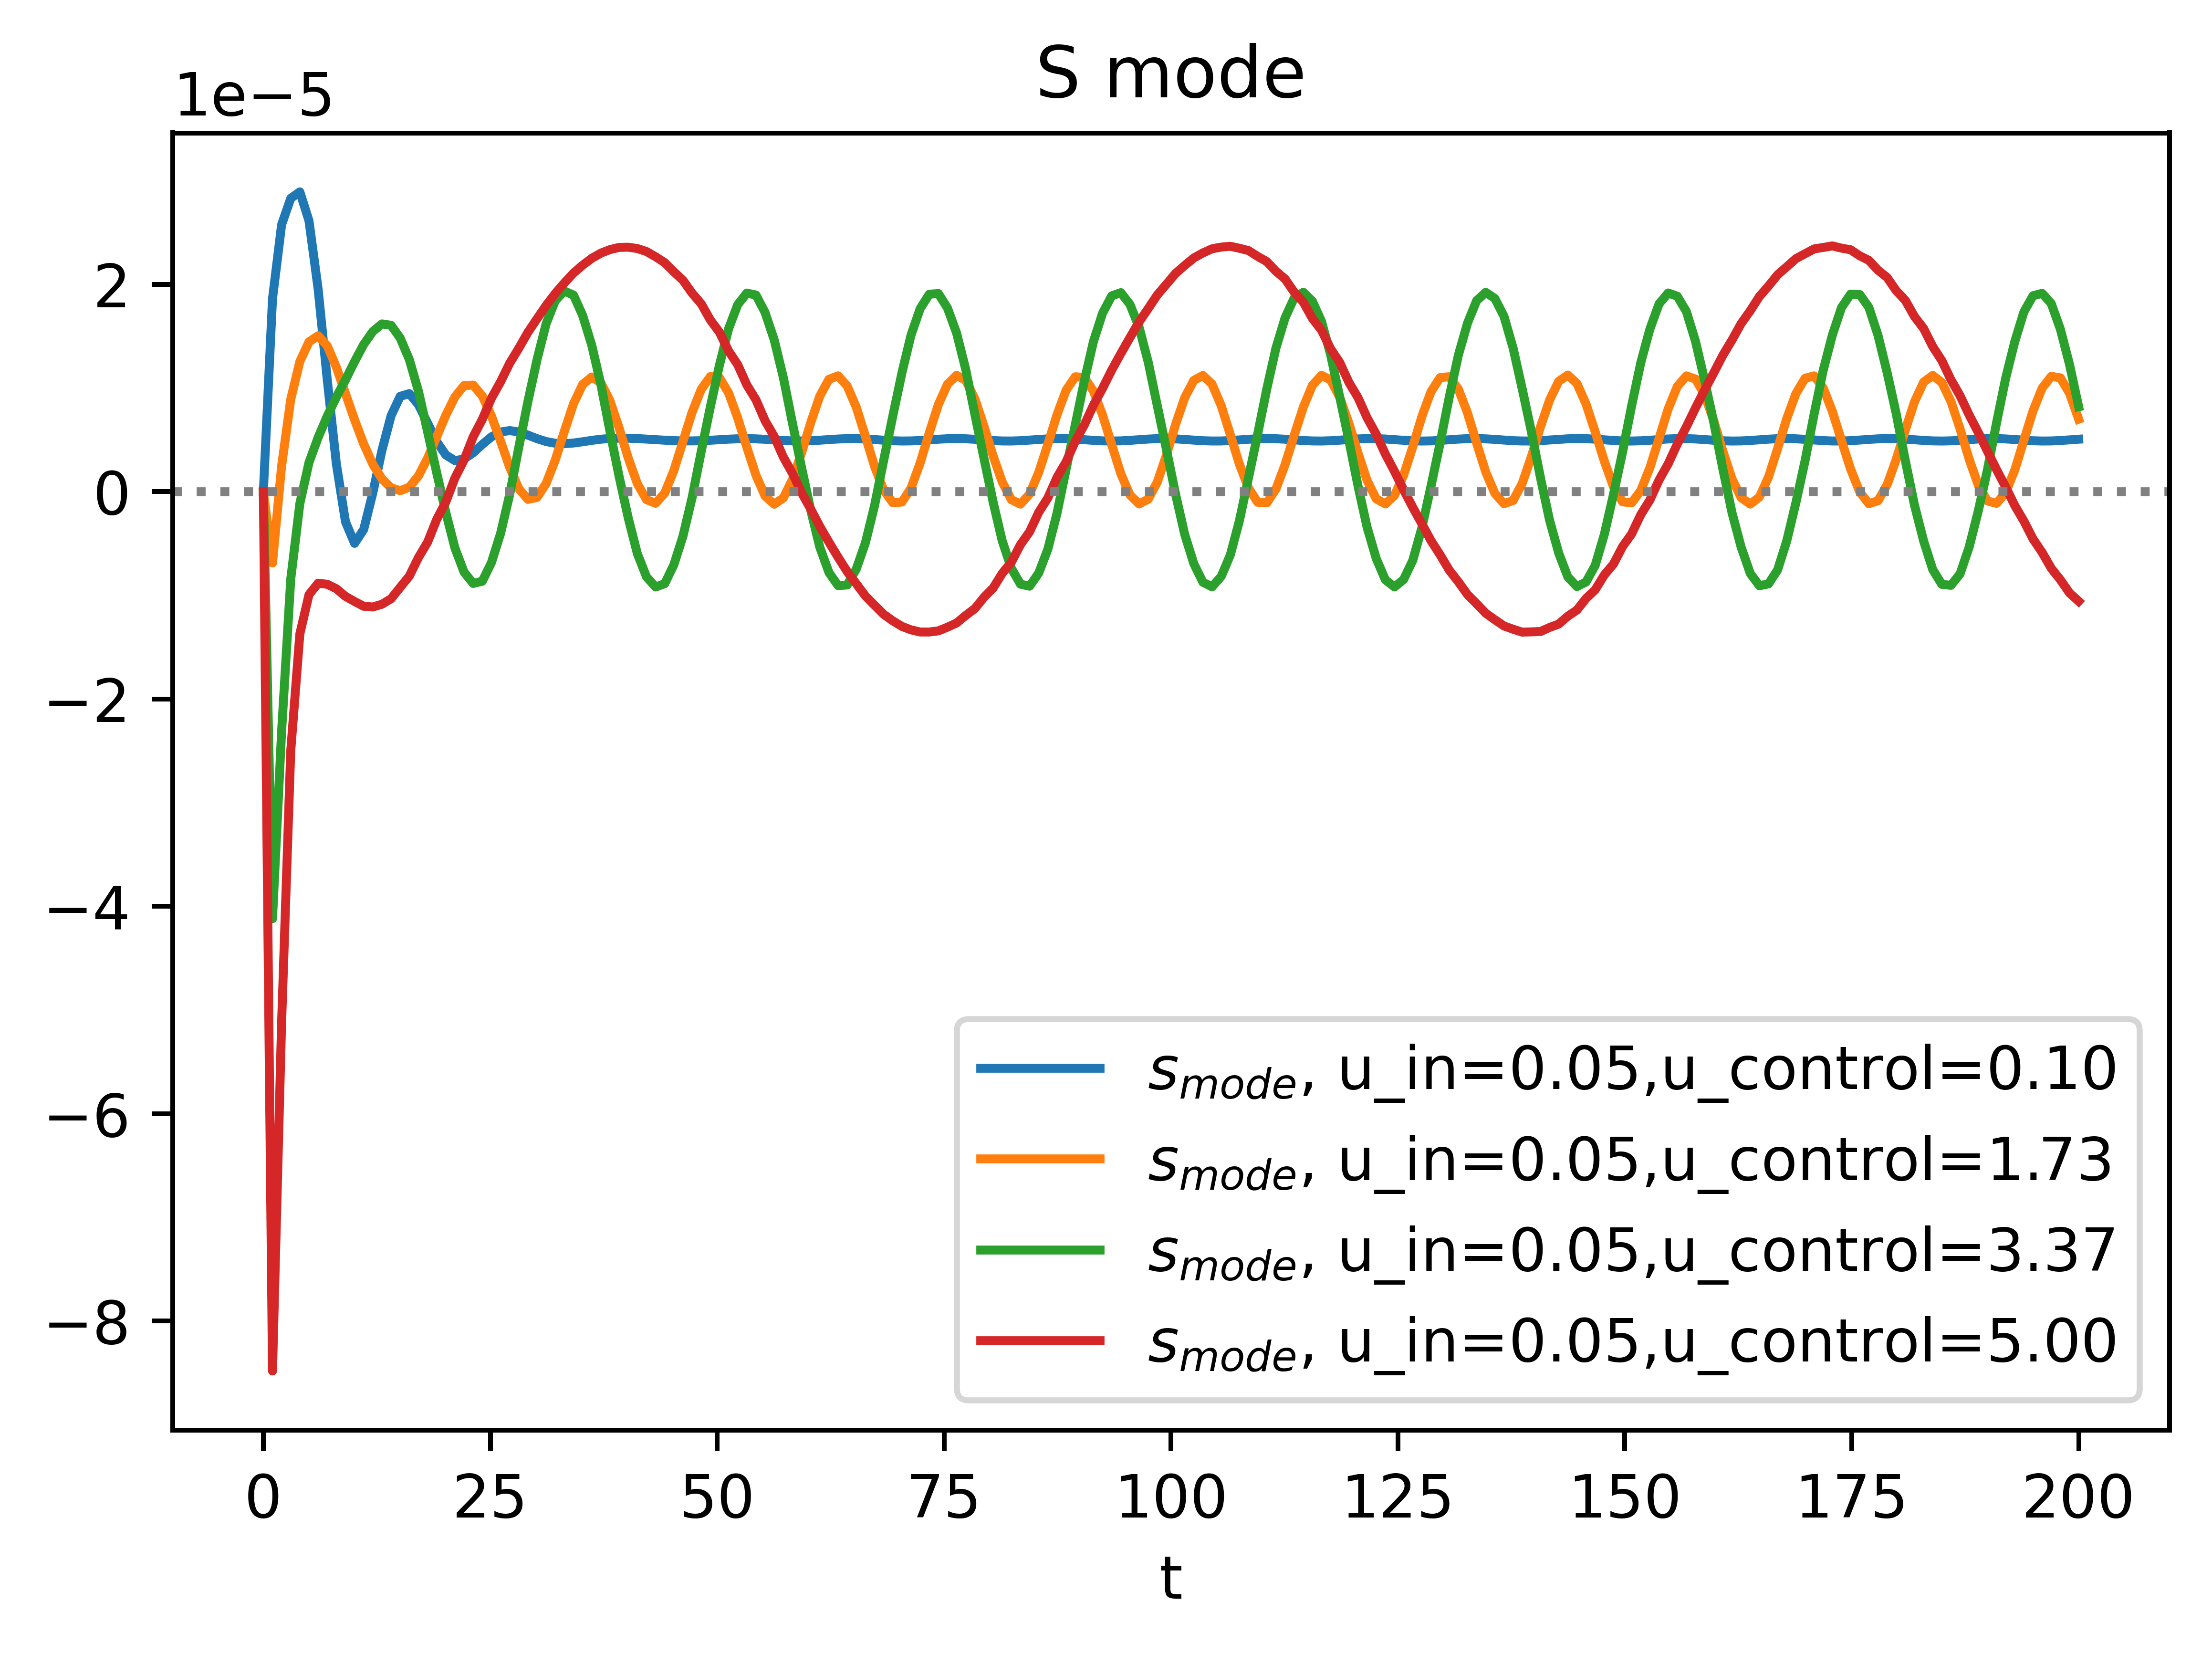 S mode
1e−5
2
0
−2
−4
−6
−8
s_mode, u_in=0.05,u_control=0.10
s_mode, u_in=0.05,u_control=1.73
s_mode, u_in=0.05,u_control=3.37
s_mode, u_in=0.05,u_control=5.00
0 25 50 75 100 125 150 175 200
t